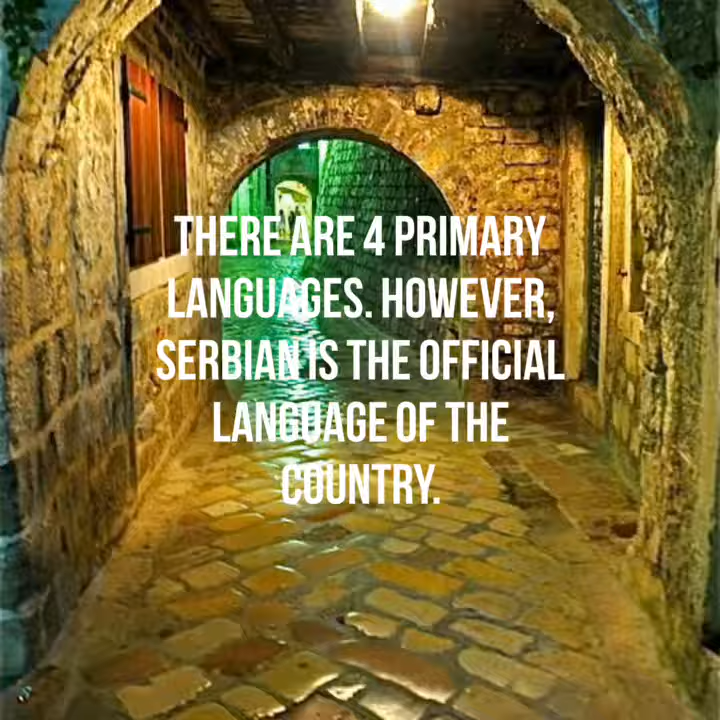 THERE ARE 4 PRIMARY
LANGUAGES. HOWEVER,
SERBIAN IS THE OFFICIAL
LANGUAGE OF THE
COUNTRY.